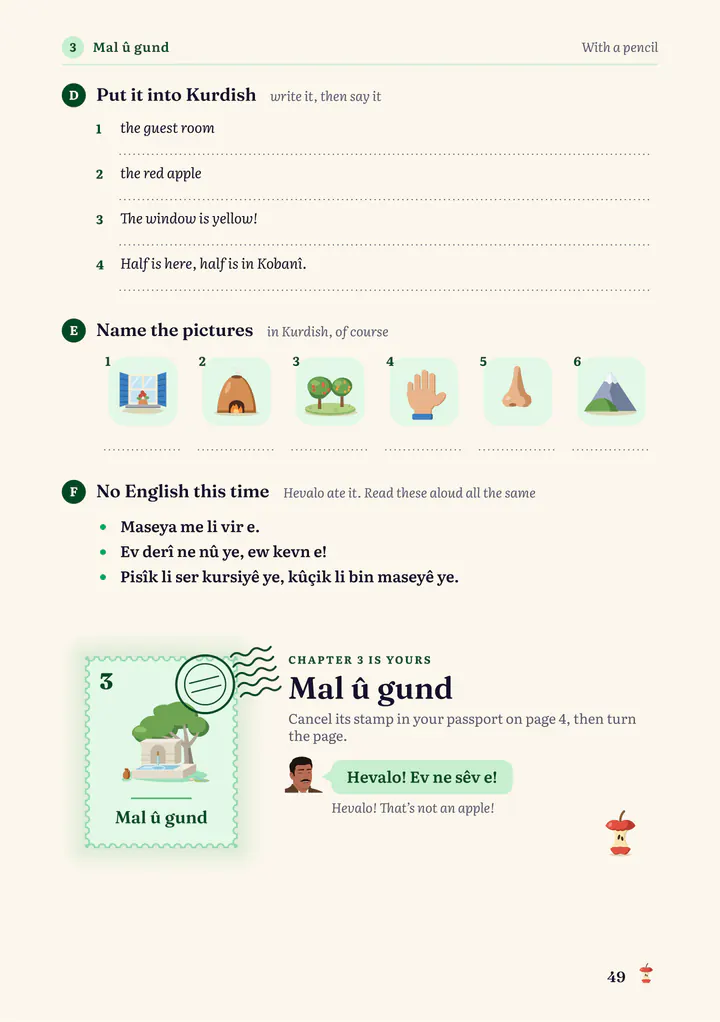 3 Mal û gund With a pencil
D Put it into Kurdish write it, then say it
1 the guest room
2 the red apple
3 The window is yellow!
4 Half is here, half is in Kobanî.
E Name the pictures in Kurdish, of course
1 2 3 4 5 6
F No English this time Hevalo ate it. Read these aloud all the same
• Maseya me li vir e.
• Ev derî ne nû ye, ew kevn e!
• Pisîk li ser kursiyê ye, kûçik li bin maseyê ye.
3
Mal û gund
CHAPTER 3 IS YOURS
Mal û gund
Cancel its stamp in your passport on page 4, then turn
the page.
Hevalo! Ev ne sêv e!
Hevalo! That’s not an apple!
49